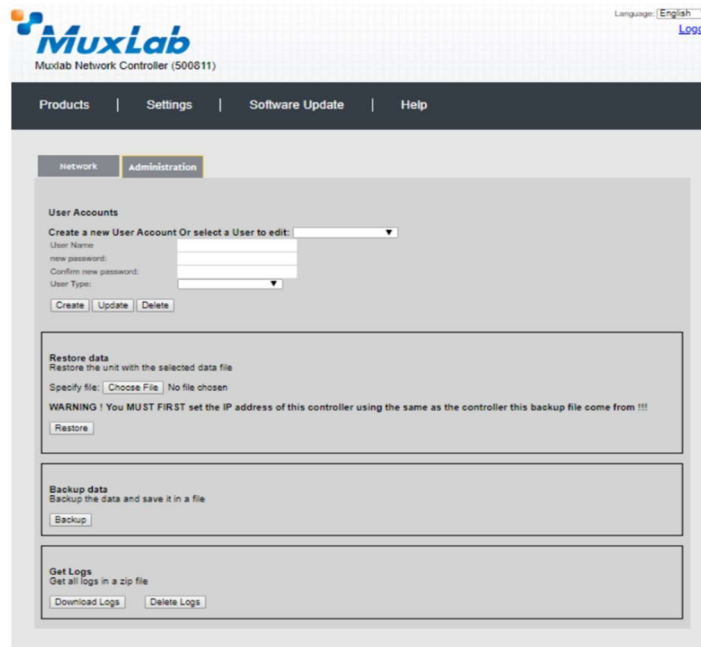 Language: English
MuxLab
Muxlab Network Controller (500811)
Products | Settings | Software Update | Help
Network Administration
User Accounts
Create a new User Account Or select a User to edit:
User Name
new password:
Confirm new password:
User Type:
Create Update Delete
Restore data
Restore the unit with the selected data file
Specify file: Choose File No file chosen
WARNING ! You MUST FIRST set the IP address of this controller using the same as the controller this backup file come from !!!
Restore
Backup data
Backup the data and save it in a file
Backup
Get Logs
Get all logs in a zip file
Download Logs Delete Logs